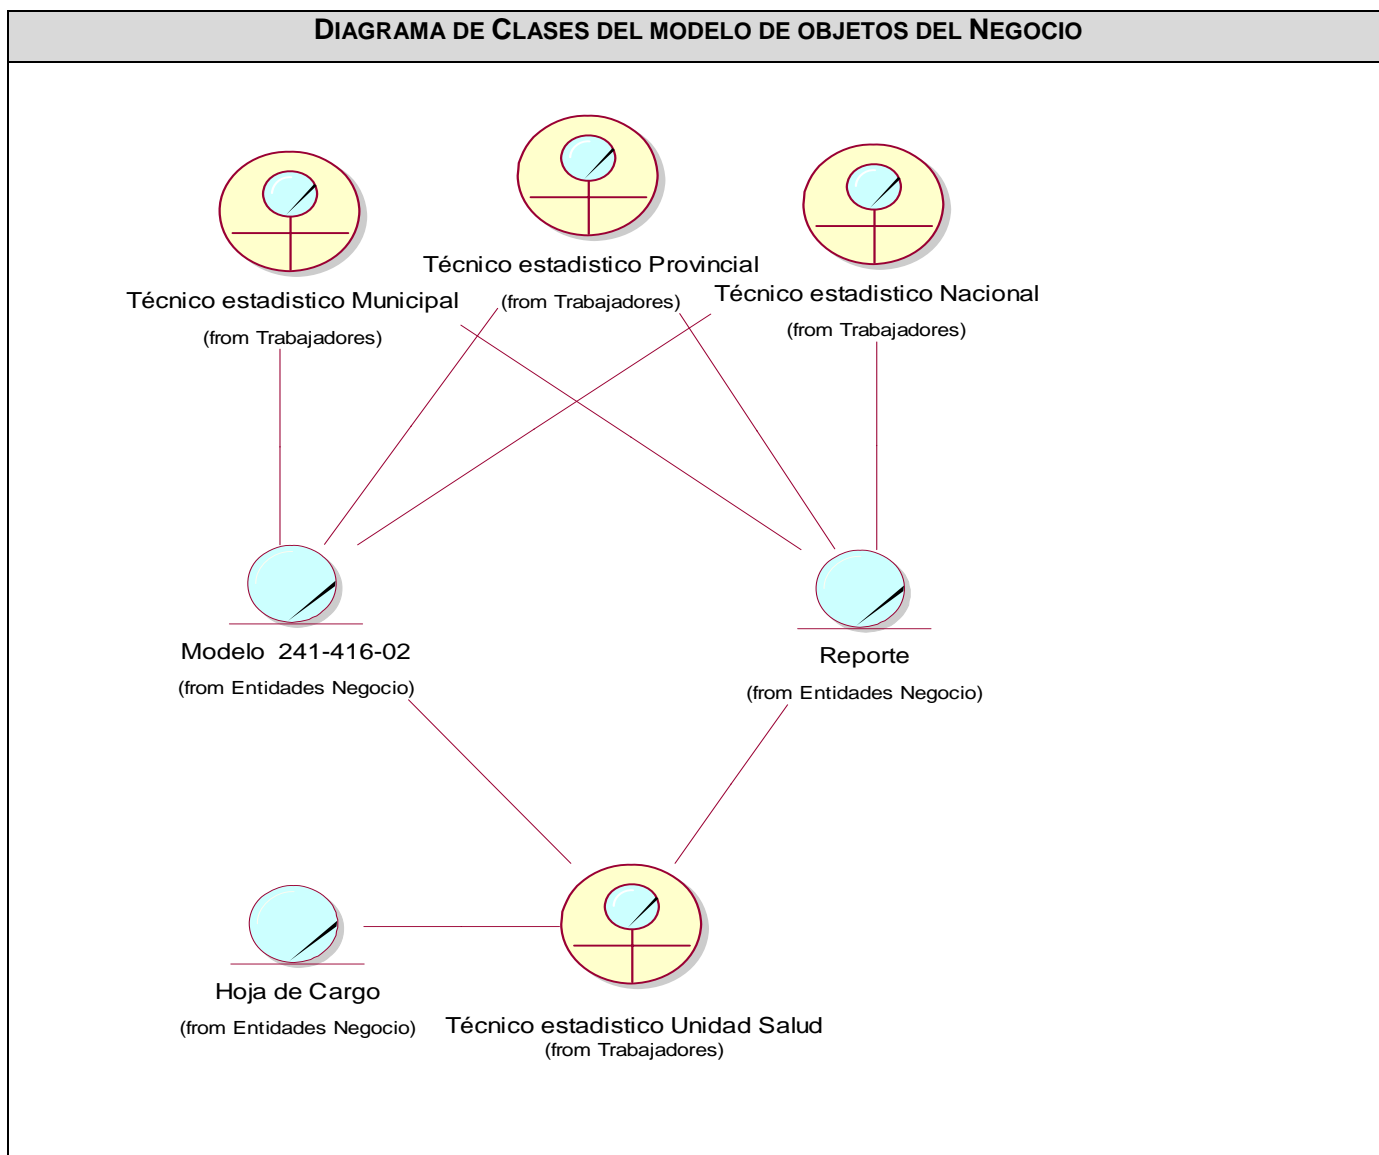 DIAGRAMA DE CLASES DEL MODELO DE OBJETOS DEL NEGOCIO
Técnico estadistico Provincial
(from Trabajadores)
Técnico estadistico Municipal
(from Trabajadores)
Técnico estadistico Nacional
(from Trabajadores)
Modelo 241-416-02
(from Entidades Negocio)
Reporte
(from Entidades Negocio)
Hoja de Cargo
(from Entidades Negocio)
Técnico estadistico Unidad Salud
(from Trabajadores)